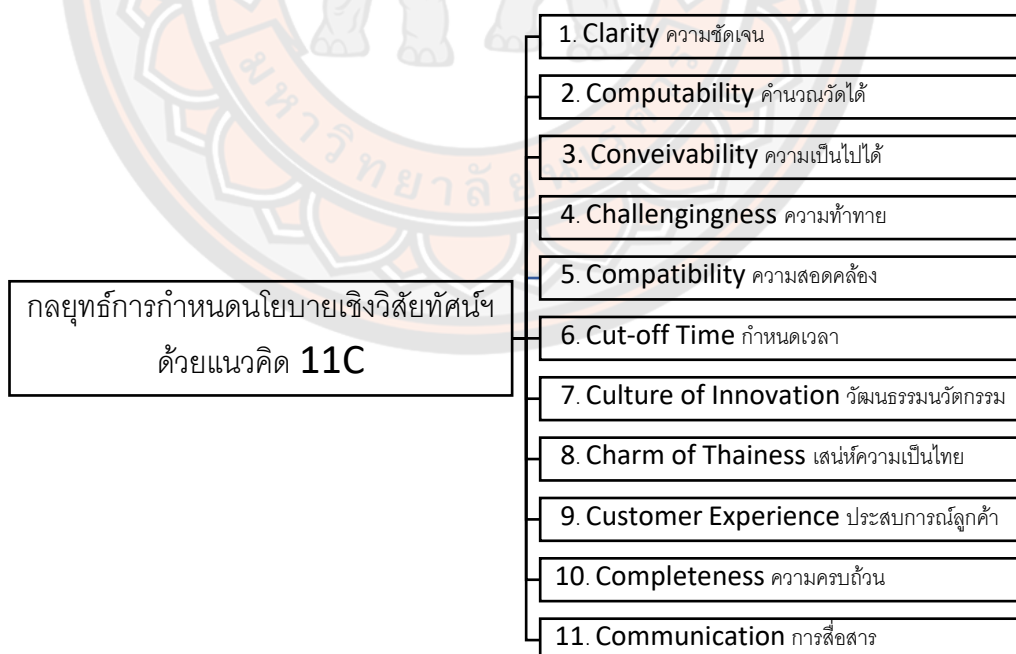 กลยุทธ์การกำหนดนโยบายเชิงวิสัยทัศน์ฯ
ด้วยแนวคิด 11C
1. Clarity ความชัดเจน
2. Computability คำนวณวัดได้
3. Conveivability ความเป็นไปได้
4. Challengingness ความท้าทาย
5. Compatibility ความสอดคล้อง
6. Cut-off Time กำหนดเวลา
7. Culture of Innovation วัฒนธรรมนวัตกรรม
8. Charm of Thainess เสน่ห์ความเป็นไทย
9. Customer Experience ประสบการณ์ลูกค้า
10. Completeness ความครบถ้วน
11. Communication การสื่อสาร
มหาวิทยาลัย